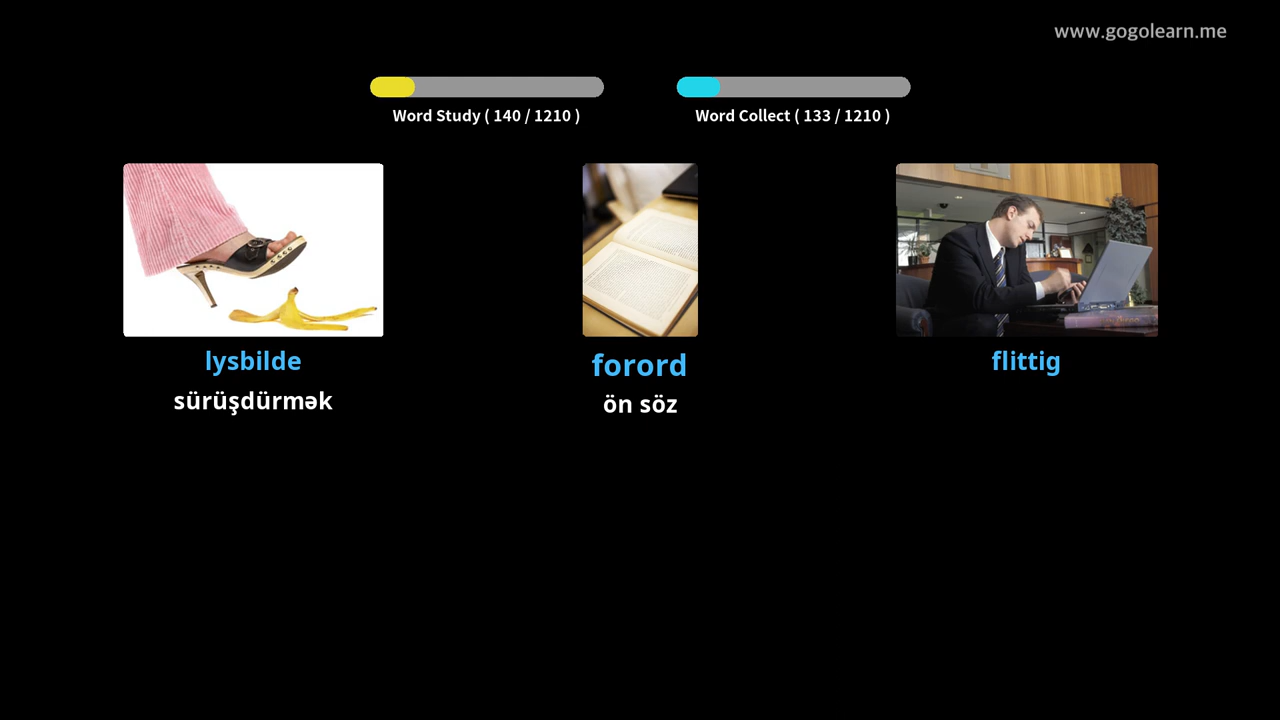 www.gogolearn.me
Word Study ( 140 / 1210 )
Word Collect ( 133 / 1210 )
lysbilde
sürüşdürmək
forord
ön söz
flittig